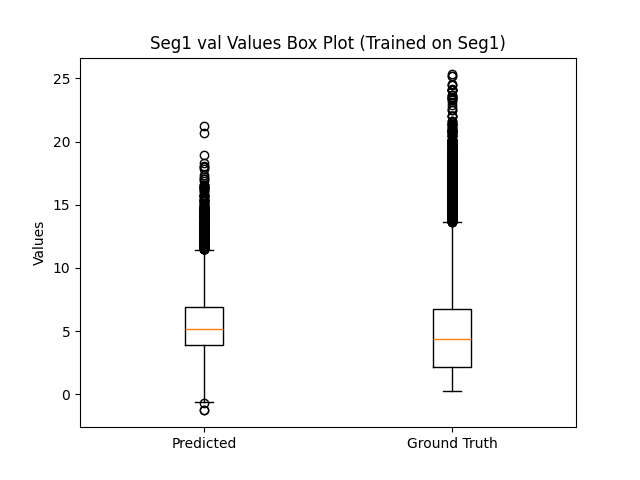 Seg1 val Values Box Plot (Trained on Seg1)
25
20
15
10
5
0
Values
Predicted
Ground Truth